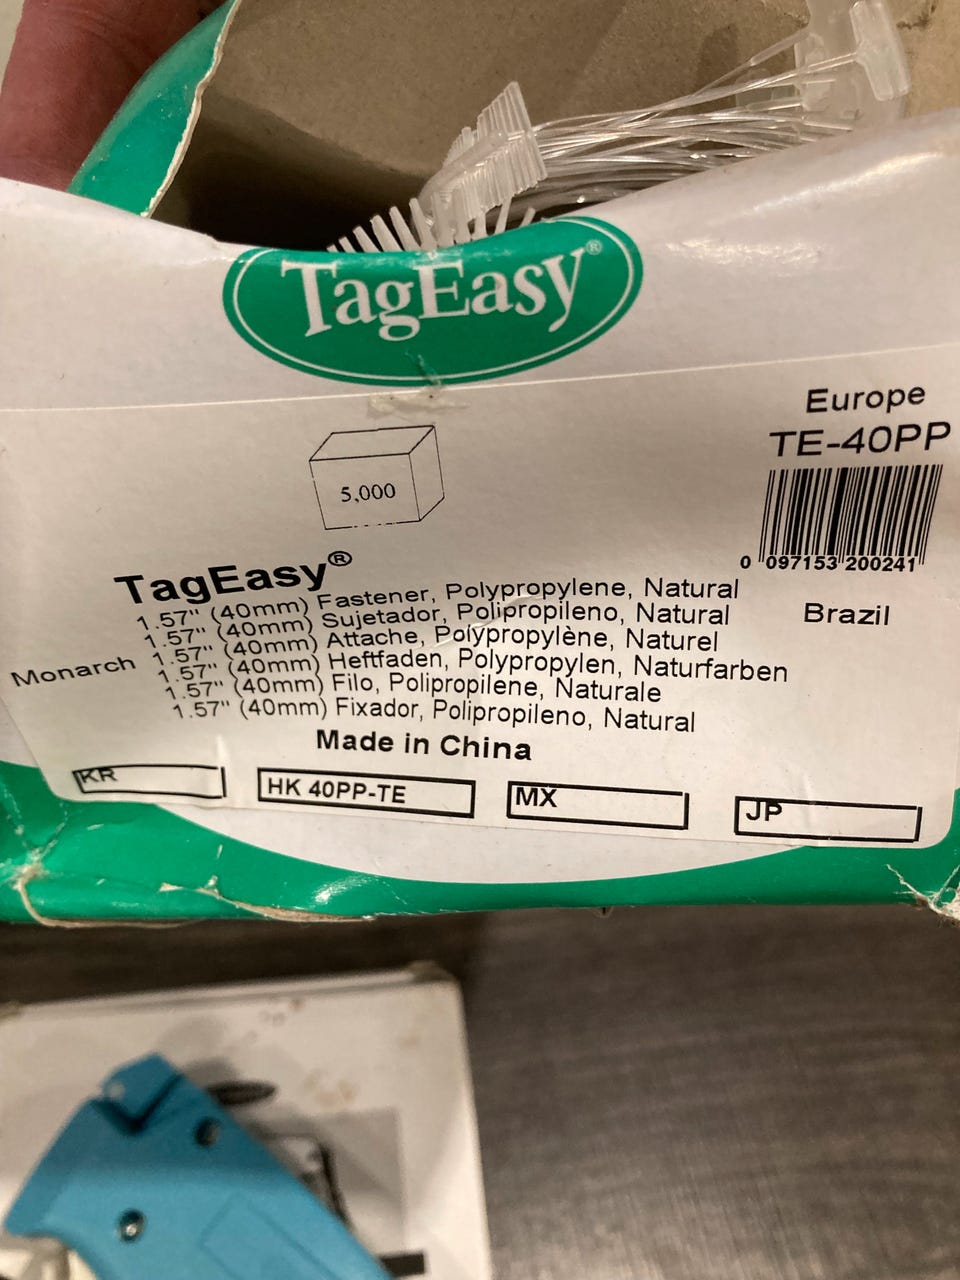 TagEasy®
Europe
TE-40PP
5,000
0 097153 200241
TagEasy®
1.57" (40mm) Fastener, Polypropylene, Natural
1.57" (40mm) Sujetador, Polipropileno, Natural
1.57" (40mm) Attache, Polypropylène, Naturel
1.57" (40mm) Heftfaden, Polypropylen, Naturfarben
1.57" (40mm) Filo, Polipropilene, Naturale
1.57" (40mm) Fixador, Polipropileno, Natural
Monarch
Brazil
Made in China
KR
HK 40PP-TE
MX
JP